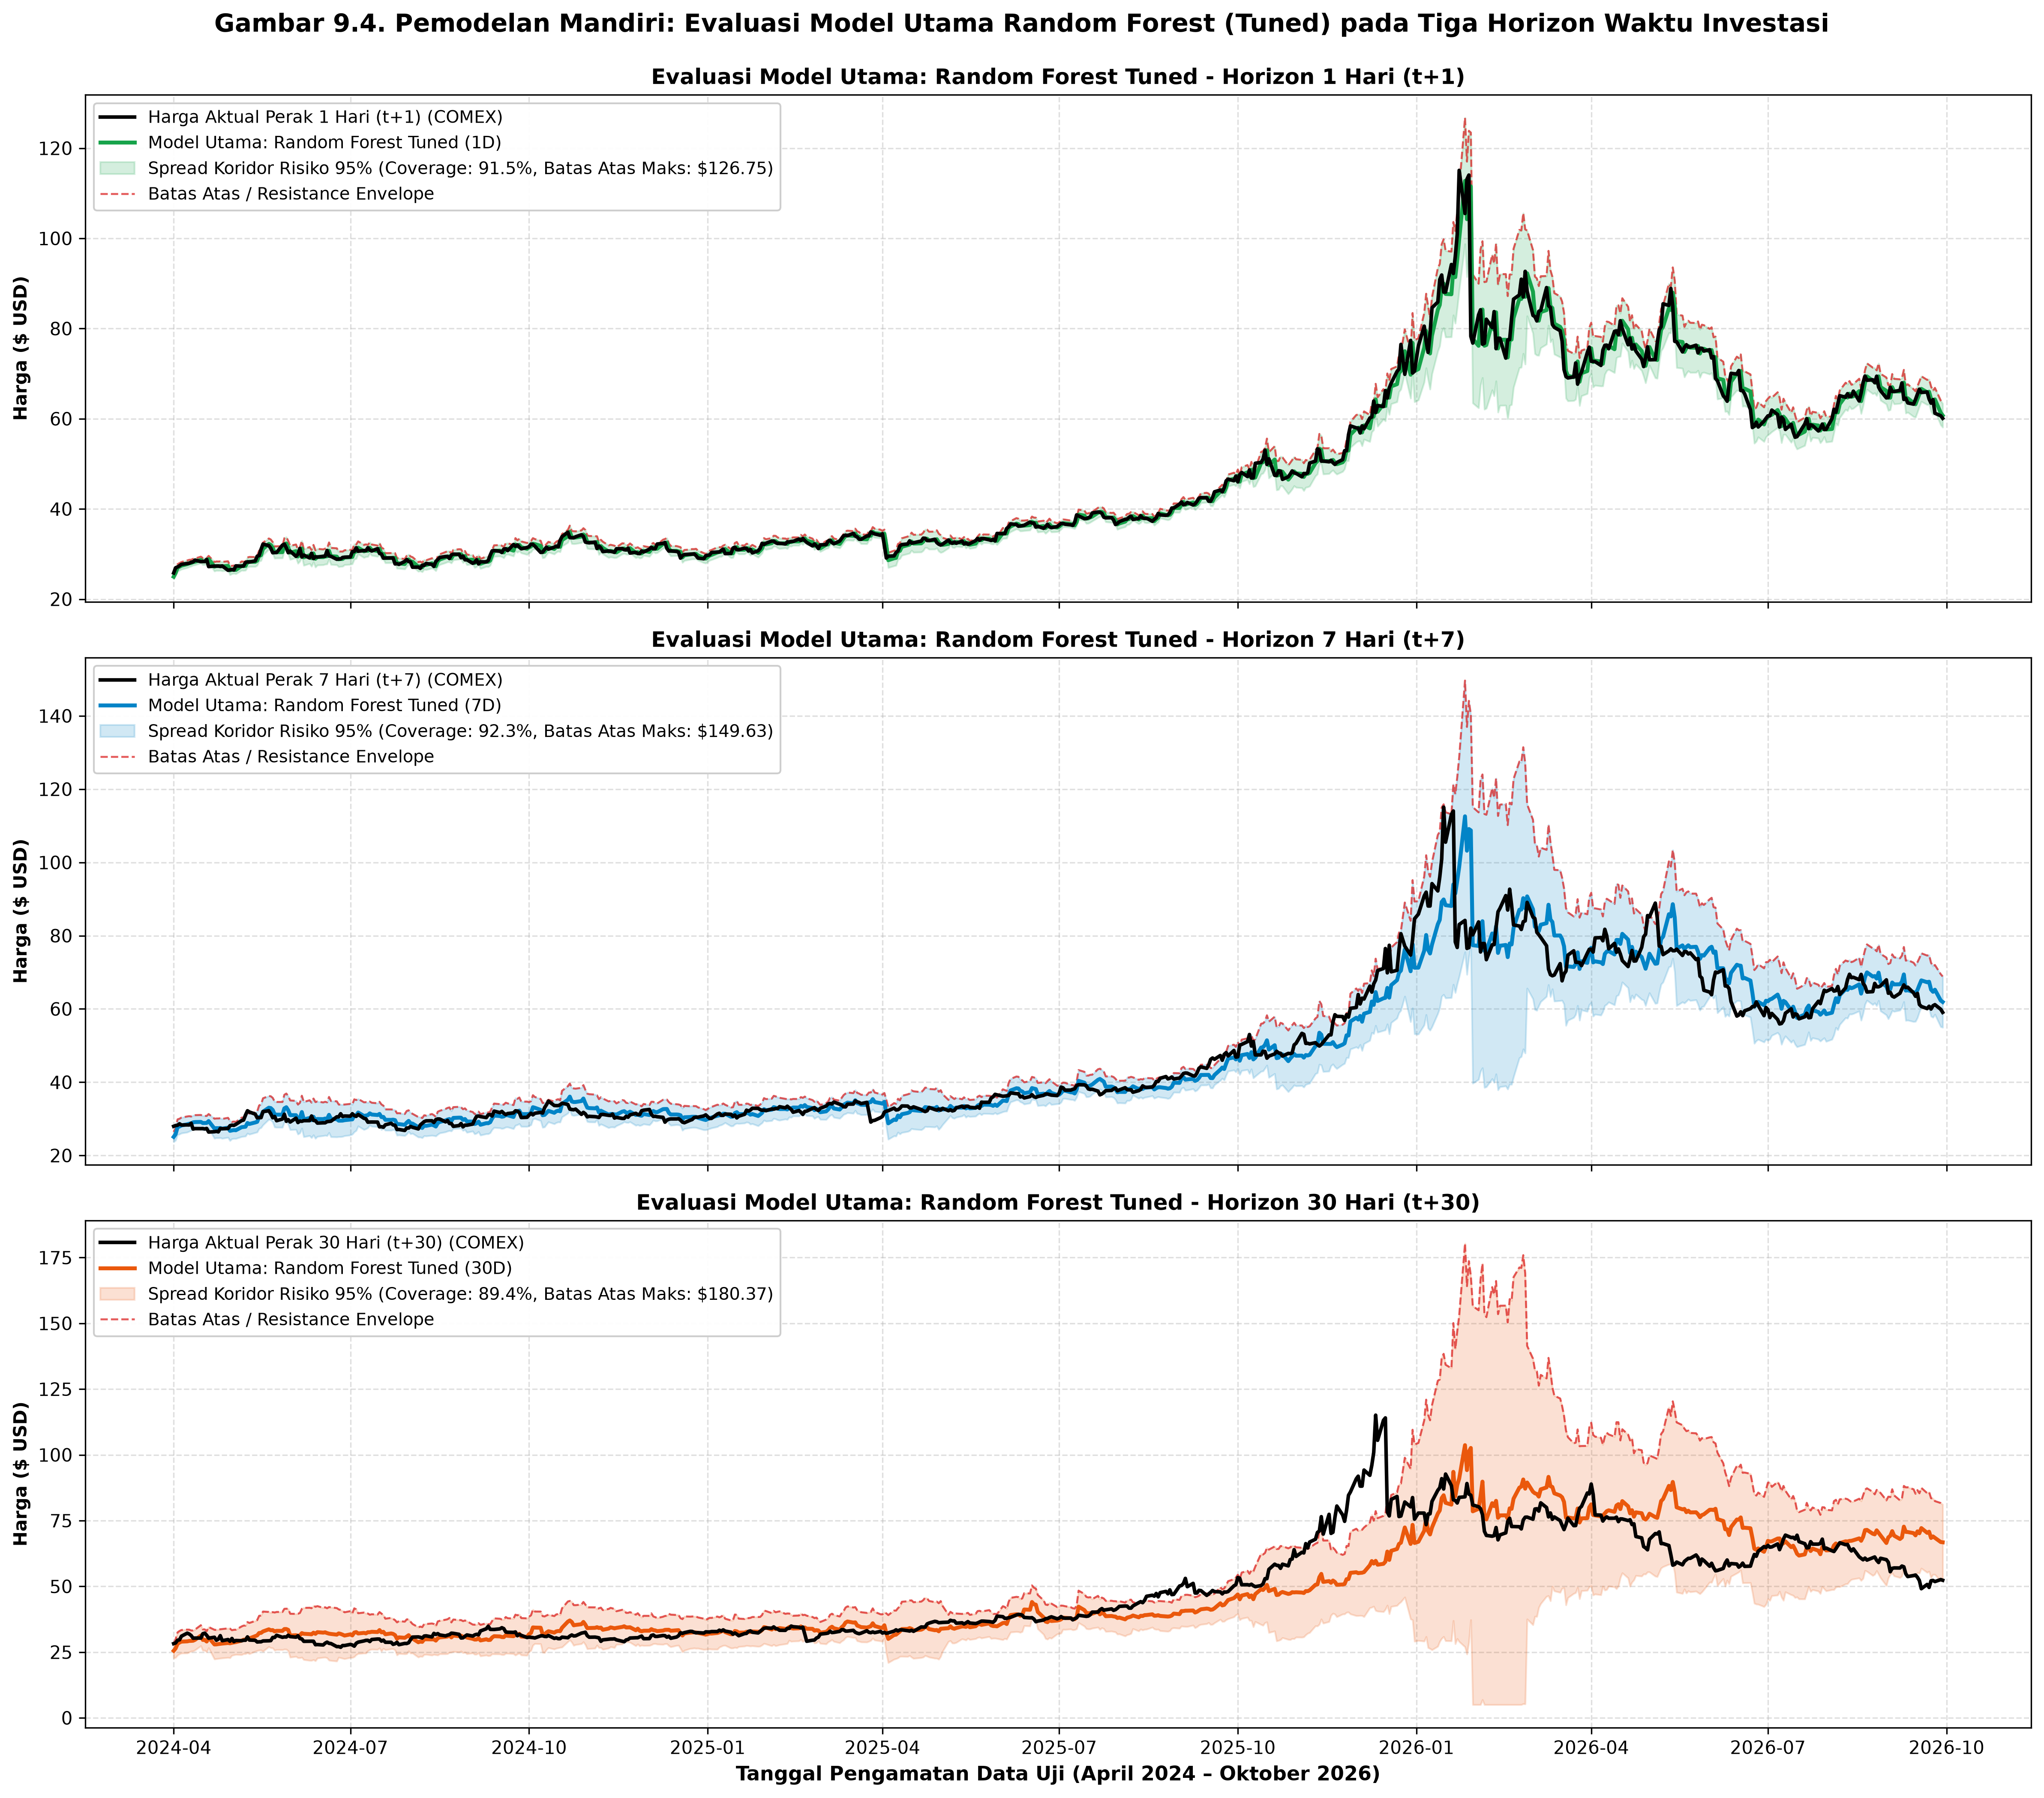 Gambar 9.4. Pemodelan Mandiri: Evaluasi Model Utama Random Forest (Tuned) pada Tiga Horizon Waktu Investasi
Evaluasi Model Utama: Random Forest Tuned - Horizon 1 Hari (t+1)
Harga Aktual Perak 1 Hari (t+1) (COMEX)
Model Utama: Random Forest Tuned (1D)
Spread Koridor Risiko 95% (Coverage: 91.5%, Batas Atas Maks: $126.75)
Batas Atas / Resistance Envelope
Harga ($ USD)
120
100
80
60
40
20
Evaluasi Model Utama: Random Forest Tuned - Horizon 7 Hari (t+7)
Harga Aktual Perak 7 Hari (t+7) (COMEX)
Model Utama: Random Forest Tuned (7D)
Spread Koridor Risiko 95% (Coverage: 92.3%, Batas Atas Maks: $149.63)
Batas Atas / Resistance Envelope
Harga ($ USD)
140
120
100
80
60
40
20
Evaluasi Model Utama: Random Forest Tuned - Horizon 30 Hari (t+30)
Harga Aktual Perak 30 Hari (t+30) (COMEX)
Model Utama: Random Forest Tuned (30D)
Spread Koridor Risiko 95% (Coverage: 89.4%, Batas Atas Maks: $180.37)
Batas Atas / Resistance Envelope
Harga ($ USD)
175
150
125
100
75
50
25
0
2024-04 2024-07 2024-10 2025-01 2025-04 2025-07 2025-10 2026-01 2026-04 2026-07 2026-10
Tanggal Pengamatan Data Uji (April 2024 – Oktober 2026)